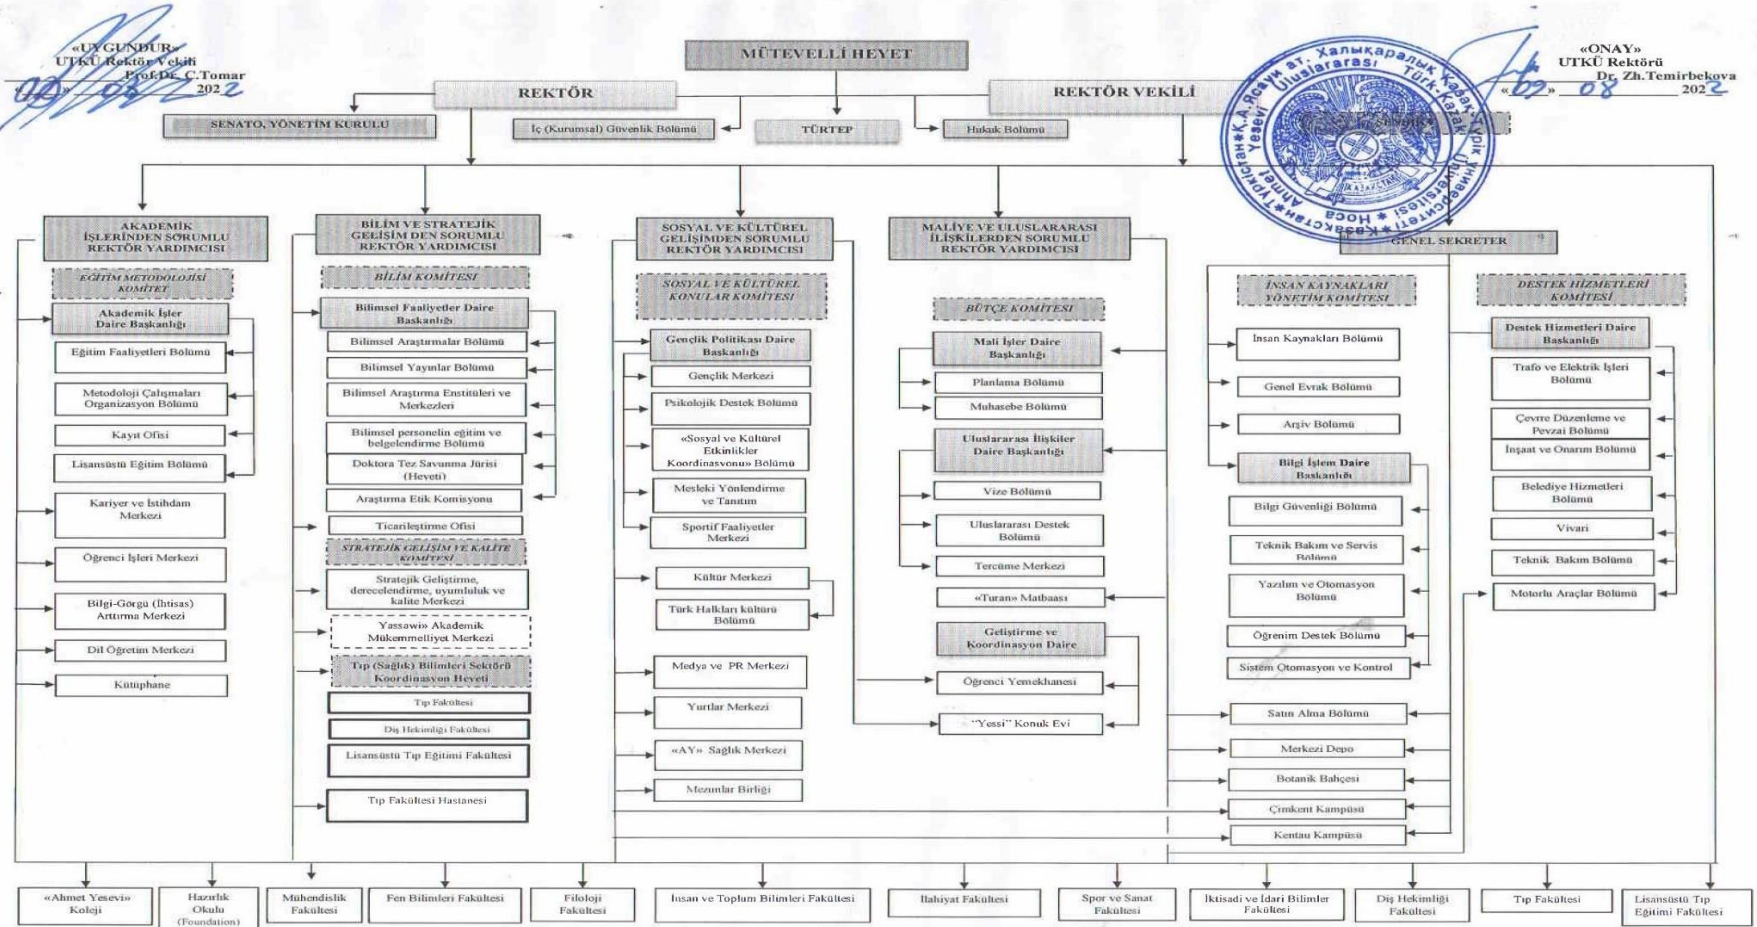 «UYGUNDUR»
UTKÜ Rektör Vekili
Prof.Dr. C.Tomar
08 2022
MÜTEVELLİ HEYET
«ONAY»
UTKÜ Rektörü
Dr. Zh.Temirbekova
«09» 08 2022
REKTÖR
REKTÖR VEKİLİ
SENATO, YÖNETİM KURULU
İç (Kurumsal) Güvenlik Bölümü
TÜRTEP
Hukuk Bölümü
ҚАЗАҚСТАН
AKADEMİK
İŞLERİNDEN SORUMLU
REKTÖR YARDIMCISI
EĞİTİM METODOLOJİSİ
KOMİTET
Akademik İşler
Daire Başkanlığı
Eğitim Faaliyetleri Bölümü
Metodoloji Çalışmaları
Organizasyon Bölümü
Kayıt Ofisi
Lisansüstü Eğitim Bölümü
Kariyer ve İstihdam
Merkezi
Öğrenci İşleri Merkezi
Bilgi-Görgü (İhtisas)
Arttırma Merkezi
Dil Öğretim Merkezi
Kütüphane
BİLİM VE STRATEJİK
GELİŞİM DEN SORUMLU
REKTÖR YARDIMCISI
BİLİM KOMİTESİ
Bilimsel Faaliyetler Daire
Baskanlığı
Bilimsel Araştırmalar Bölümü
Bilimsel Yayınlar Bölümü
Bilimsel Araştırma Enstitüleri ve
Merkezleri
Bilimsel personelin eğitim ve
belgelendirme Bölümü
Doktora Tez Savunma Jürisi
(Heveti)
Araştırma Etik Komisyonu
Ticarileştirme Ofisi
STRATEJİK GELİŞİM VE KALİTE
KOMİTESİ
Stratejik Geliştirme,
derecelendirme, uyumluluk ve
kalite Merkezi
Yassawi» Akademik
Mükemmelliyet Merkezi
Tıp (Sağlık) Bilimleri Sektörü
Koordinasyon Heveti
Tıp Fakültesi
Diş Hekimliği Fakültesi
Lisansüstü Tıp Eğitimi Fakültesi
Tıp Fakültesi Hastanesi
SOSYAL VE KÜLTÜREL
GELİŞİMDEN SORUMLU
REKTÖR YARDIMCISI
SOSYAL VE KÜLTÜREL
KONULAR KOMİTESİ
Gençlik Politikası Daire
Başkanlığı
Gençlik Merkezi
Psikolojik Destek Bölümü
«Sosyal ve Kültürel
Etkinlikler
Koordinasyonu» Bölümü
Mesleki Yönlendirme
ve Tanıtım
Sportif Faaliyetler
Merkezi
Kültür Merkezi
Türk Halkları kültürü
Bölümü
Medya ve PR Merkezi
Yurtlar Merkezi
«AY» Sağlık Merkezi
Mezunlar Birliği
MALİYE VE ULUSLARARASI
İLİŞKİLERDEN SORUMLU
REKTÖR YARDIMCISI
BÜTÇE KOMİTESİ
Mali İşler Daire
Başkanlığı
Planlama Bölümü
Muhasebe Bölümü
Uluslararası İlişkiler
Daire Başkanlığı
Vize Bölümü
Uluslararası Destek
Bölümü
Tercüme Merkezi
«Turan» Matbaası
Geliştirme ve
Koordinasyon Daire
Öğrenci Yemekhanesi
"Yessi" Konuk Evi
GENEL SEKRETER
İNSAN KAYNAKLARI
YÖNETİM KOMİTESİ
İnsan Kaynakları Bölümü
Genel Evrak Bölümü
Arşiv Bölümü
Bilgi İşlem Daire
Başkanlığı
Bilgi Güvenliği Bölümü
Teknik Bakım ve Servis
Bölümü
Yazılım ve Otomasyon
Bölümü
Öğrenim Destek Bölümü
Sistem Otomasyon ve Kontrol
Satın Alma Bölümü
Merkezi Depo
Botanik Bahçesi
Çimkent Kampüsü
Kentau Kampüsü
DESTEK HİZMETLERİ
KOMİTESİ
Destek Hizmetleri Daire
Baskanlığı
Trafo ve Elektrik İşleri
Bölümü
Çevrre Düzenleme ve
Pevzai Bölümü
İnşaat ve Onarım Bölümü
Belediye Hizmetleri
Bölümü
Vivari
Teknik Bakım Bölümü
Motorlu Araçlar Bölümü
«Ahmet Yesevi»
Koleji
Hazırlık
Okulu
(Foundation)
Mühendislik
Fakültesi
Fen Bilimleri Fakültesi
Filoloji
Fakültesi
İnsan ve Toplum Bilimleri Fakültesi
İlahiyat Fakültesi
Spor ve Sanat
Fakültesi
İktisadi ve İdari Bilimler
Fakültesi
Diş Hekimliği
Fakültesi
Tıp Fakültesi
Lisansüstü Tıp
Eğitimi Fakültesi